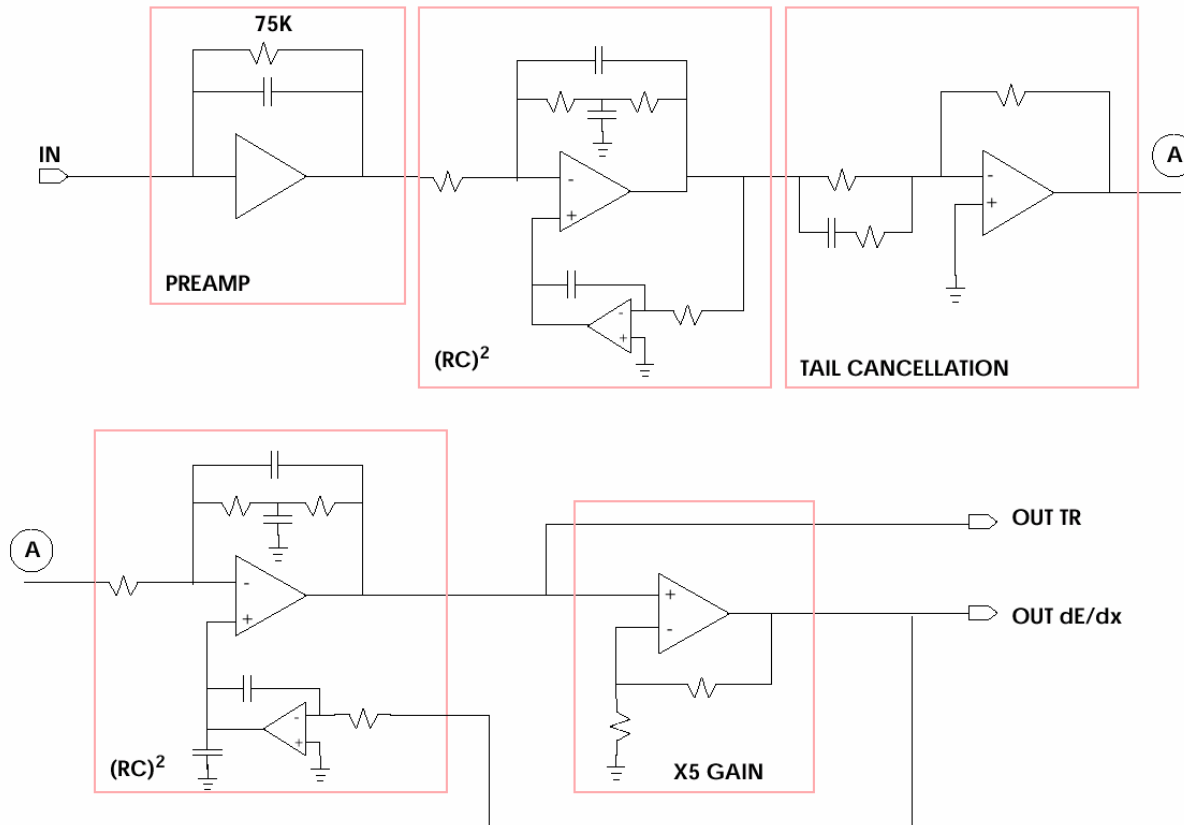 75K
IN
A
-
+
-
+
-
+
PREAMP
(RC)²
TAIL CANCELLATION
A
-
+
+
-
OUT TR
OUT dE/dx
-
+
(RC)²
X5 GAIN